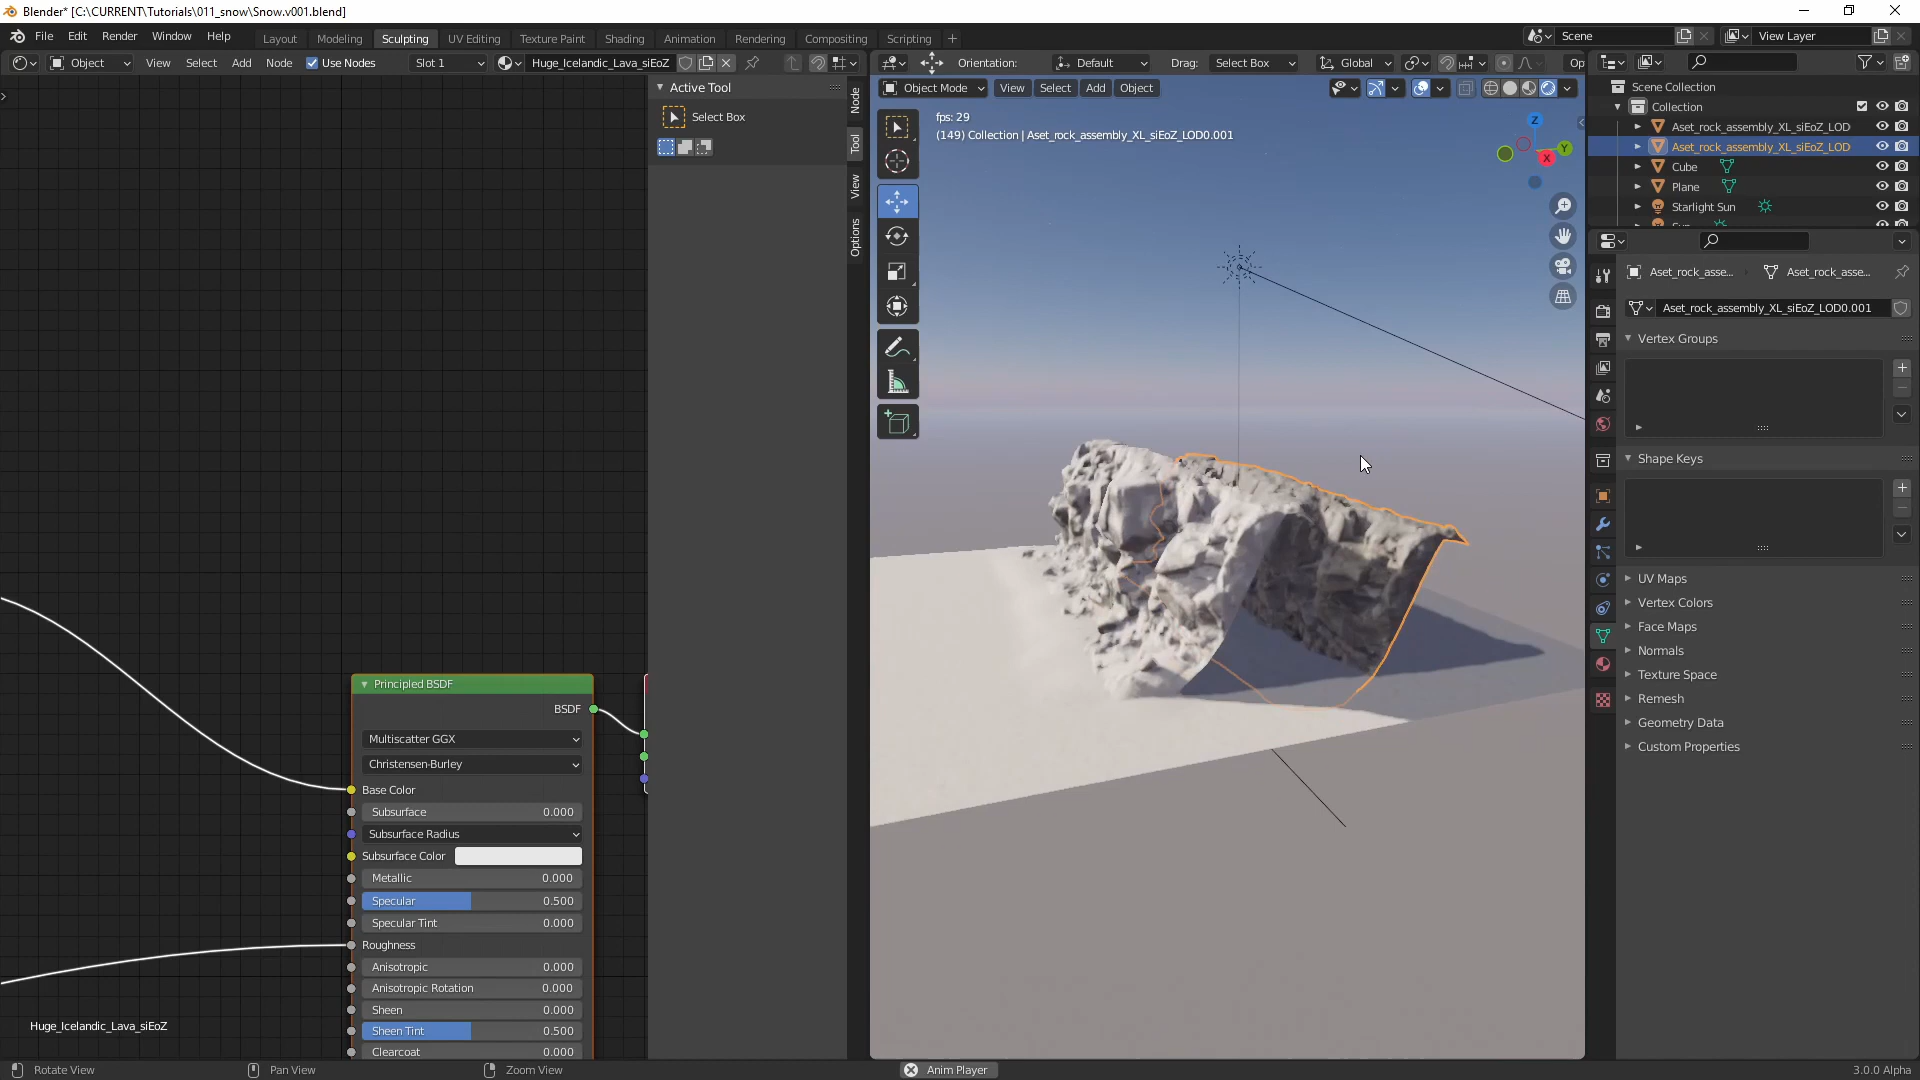 Blender* [C:\CURRENT\Tutorials\011_snow\Snow.v001.blend]
File Edit Render Window Help Layout Modeling Sculpting UV Editing Texture Paint Shading Animation Rendering Compositing Scripting + Scene View Layer
Object View Select Add Node Use Nodes Slot 1 Huge_Icelandic_Lava_siEoZ
Orientation: Default Drag: Select Box Global Op
Active Tool
Select Box
Node
Tool
View
Options
Object Mode View Select Add Object
fps: 29
(149) Collection | Aset_rock_assembly_XL_siEoZ_LOD0.001
Z
Y
X
Principled BSDF
BSDF
Multiscatter GGX
Christensen-Burley
Base Color
Subsurface 0.000
Subsurface Radius
Subsurface Color
Metallic 0.000
Specular 0.500
Specular Tint 0.000
Roughness
Anisotropic 0.000
Anisotropic Rotation 0.000
Sheen 0.000
Sheen Tint 0.500
Clearcoat 0.000
Huge_Icelandic_Lava_siEoZ
Scene Collection
Collection
Aset_rock_assembly_XL_siEoZ_LOD
Aset_rock_assembly_XL_siEoZ_LOD
Cube
Plane
Starlight Sun
Aset_rock_asse... Aset_rock_asse...
Aset_rock_assembly_XL_siEoZ_LOD0.001
Vertex Groups
Shape Keys
UV Maps
Vertex Colors
Face Maps
Normals
Texture Space
Remesh
Geometry Data
Custom Properties
Rotate View Pan View Zoom View Anim Player 3.0.0 Alpha